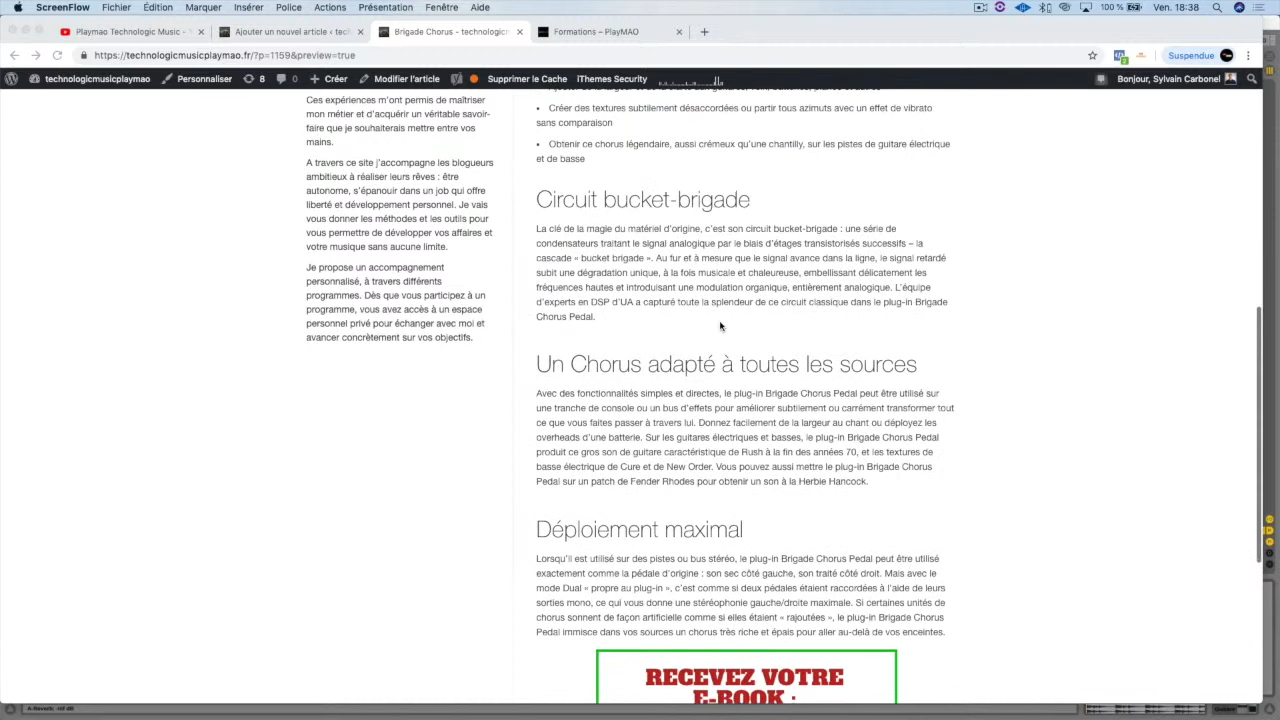 ScreenFlow Fichier Édition Marquer Insérer Police Actions Présentation Fenêtre Aide 100 % Ven. 18:38
Playmao Technologic Music - Ajouter un nouvel article ‹ tech Brigade Chorus – technologic Formations – PlayMAO
https://technologicmusicplaymao.fr/?p=1159&preview=true Suspendue
technologicmusicplaymao Personnaliser 8 0 Créer Modifier l'article Supprimer le Cache iThemes Security Bonjour, Sylvain Carbonel
Ces expériences m'ont permis de maîtriser
mon métier et d'acquérir un véritable savoir-
faire que je souhaiterais mettre entre vos
mains.
A travers ce site j'accompagne les blogueurs
ambitieux à réaliser leurs rêves : être
autonome, s'épanouir dans un job qui offre
liberté et développement personnel. Je vais
vous donner les méthodes et les outils pour
vous permettre de développer vos affaires et
votre musique sans aucune limite.
Je propose un accompagnement
personnalisé, à travers différents
programmes. Dès que vous participez à un
programme, vous avez accès à un espace
personnel privé pour échanger avec moi et
avancer concrètement sur vos objectifs.
▪ Créer des textures subtilement désaccordées ou partir tous azimuts avec un effet de vibrato
sans comparaison
▪ Obtenir ce chorus légendaire, aussi crémeux qu'une chantilly, sur les pistes de guitare électrique
et de basse
Circuit bucket-brigade
La clé de la magie du matériel d'origine, c'est son circuit bucket-brigade : une série de
condensateurs traitant le signal analogique par le biais d'étages transistorisés successifs – la
cascade « bucket brigade ». Au fur et à mesure que le signal avance dans la ligne, le signal retardé
subit une dégradation unique, à la fois musicale et chaleureuse, embellissant délicatement les
fréquences hautes et introduisant une modulation organique, entièrement analogique. L'équipe
d'experts en DSP d'UA a capturé toute la splendeur de ce circuit classique dans le plug-in Brigade
Chorus Pedal.
Un Chorus adapté à toutes les sources
Avec des fonctionnalités simples et directes, le plug-in Brigade Chorus Pedal peut être utilisé sur
une tranche de console ou un bus d'effets pour améliorer subtilement ou carrément transformer tout
ce que vous faites passer à travers lui. Donnez facilement de la largeur au chant ou déployez les
overheads d'une batterie. Sur les guitares électriques et basses, le plug-in Brigade Chorus Pedal
produit ce gros son de guitare caractéristique de Rush à la fin des années 70, et les textures de
basse électrique de Cure et de New Order. Vous pouvez aussi mettre le plug-in Brigade Chorus
Pedal sur un patch de Fender Rhodes pour obtenir un son à la Herbie Hancock.
Déploiement maximal
Lorsqu'il est utilisé sur des pistes ou bus stéréo, le plug-in Brigade Chorus Pedal peut être utilisé
exactement comme la pédale d'origine : son sec côté gauche, son traité côté droit. Mais avec le
mode Dual « propre au plug-in », c'est comme si deux pédales étaient raccordées à l'aide de leurs
sorties mono, ce qui vous donne une stéréophonie gauche/droite maximale. Si certaines unités de
chorus sonnent de façon artificielle comme si elles étaient « rajoutées », le plug-in Brigade Chorus
Pedal immisce dans vos sources un chorus très riche et épais pour aller au-delà de vos enceintes.
RECEVEZ VOTRE
E-BOOK :